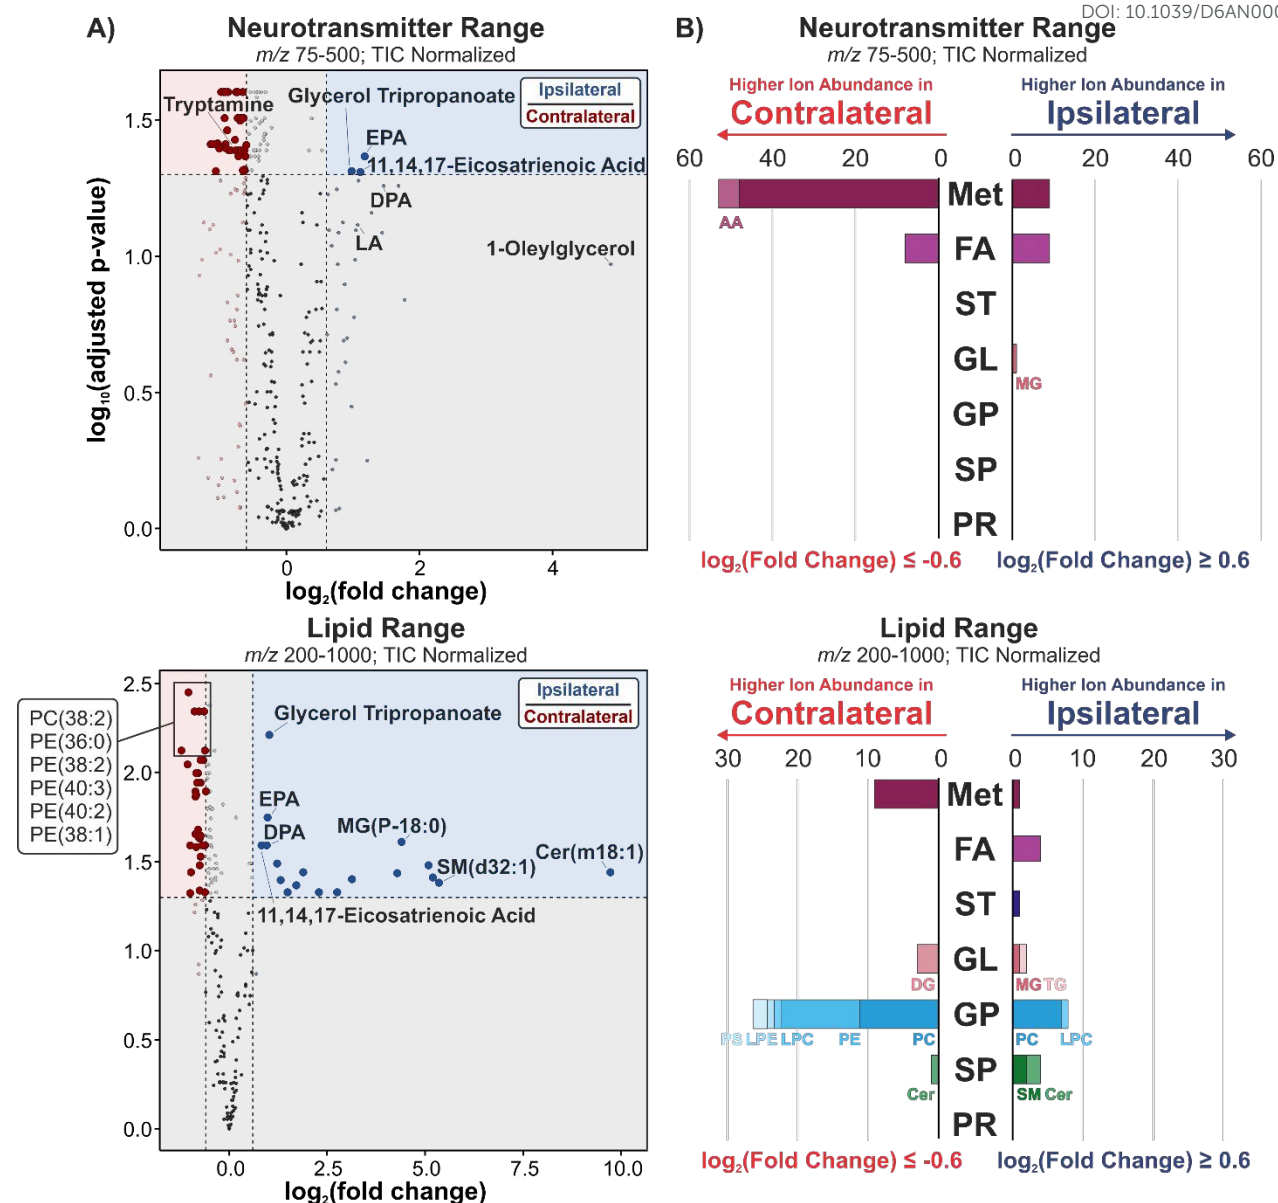 DOI: 10.1039/D6AN000
A)
Neurotransmitter Range
m/z 75-500; TIC Normalized
Ipsilateral
Contralateral
Tryptamine
Glycerol Tripropanoate
EPA
11,14,17-Eicosatrienoic Acid
DPA
LA
1-Oleylglycerol
1.5
1.0
0.5
0.0
log₁₀(adjusted p-value)
0 2 4
log₂(fold change)
B)
Neurotransmitter Range
m/z 75-500; TIC Normalized
Higher Ion Abundance in
Contralateral
Higher Ion Abundance in
Ipsilateral
60 40 20 0
0 20 40 60
Met
AA
FA
ST
GL
MG
GP
SP
PR
log₂(Fold Change) ≤ -0.6
log₂(Fold Change) ≥ 0.6
Lipid Range
m/z 200-1000; TIC Normalized
Ipsilateral
Contralateral
PC(38:2)
PE(36:0)
PE(38:2)
PE(40:3)
PE(40:2)
PE(38:1)
Glycerol Tripropanoate
EPA
DPA
MG(P-18:0)
Cer(m18:1)
SM(d32:1)
11,14,17-Eicosatrienoic Acid
2.5
2.0
1.5
1.0
0.5
0.0
0.0 2.5 5.0 7.5 10.0
log₂(fold change)
Lipid Range
m/z 200-1000; TIC Normalized
Higher Ion Abundance in
Contralateral
Higher Ion Abundance in
Ipsilateral
30 20 10 0
0 10 20 30
Met
FA
ST
GL
DG
MG TG
GP
PS LPE LPC PE PC
PC LPC
SP
Cer
SM Cer
PR
log₂(Fold Change) ≤ -0.6
log₂(Fold Change) ≥ 0.6